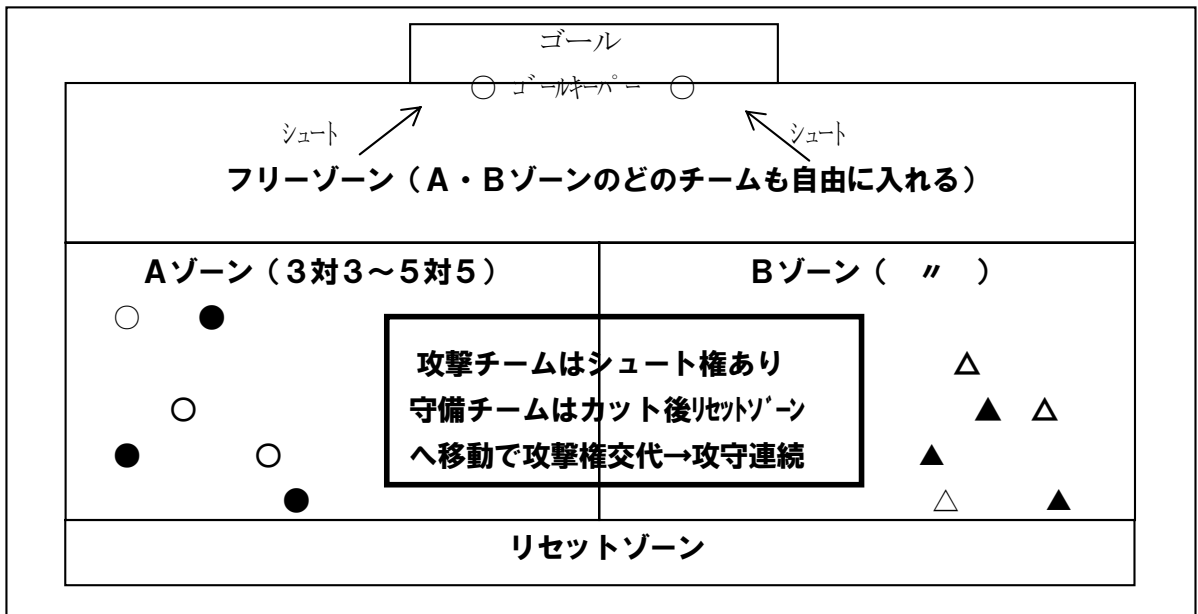 ゴール
○ ｺﾞｰﾙｷｰﾊﾟｰ ○
ｼｭｰﾄ ｼｭｰﾄ
フリーゾーン（Ａ・Ｂゾーンのどのチームも自由に入れる）
Ａゾーン（３対３～５対５） Ｂゾーン（ 〃 ）
攻撃チームはシュート権あり
守備チームはカット後ﾘｾｯﾄｿﾞｰﾝ
へ移動で攻撃権交代→攻守連続
リセットゾーン